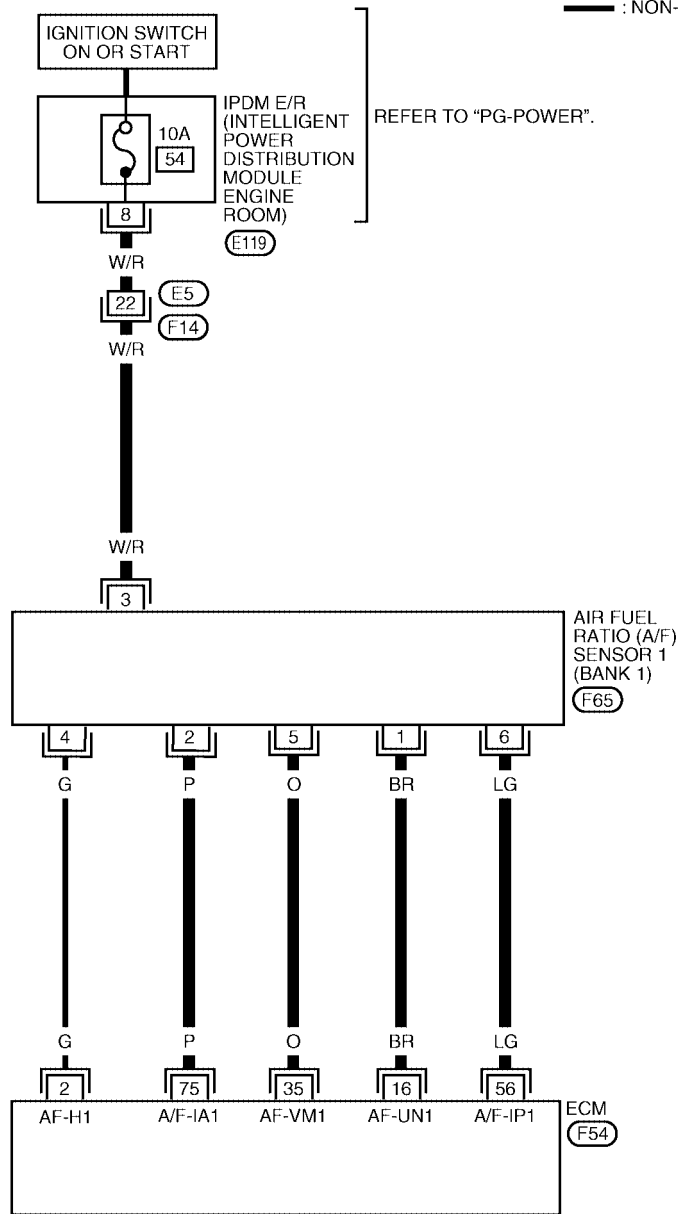 : NON-
IGNITION SWITCH
ON OR START
IPDM E/R
(INTELLIGENT
POWER
DISTRIBUTION
MODULE
ENGINE
ROOM)
REFER TO “PG-POWER”.
10A
54
8
E119
W/R
22
E5
F14
W/R
W/R
3
AIR FUEL
RATIO (A/F)
SENSOR 1
(BANK 1)
F65
4 2 5 1 6
G P O BR LG
G P O BR LG
2 75 35 16 56
AF-H1 A/F-IA1 AF-VM1 AF-UN1 A/F-IP1
ECM
F54